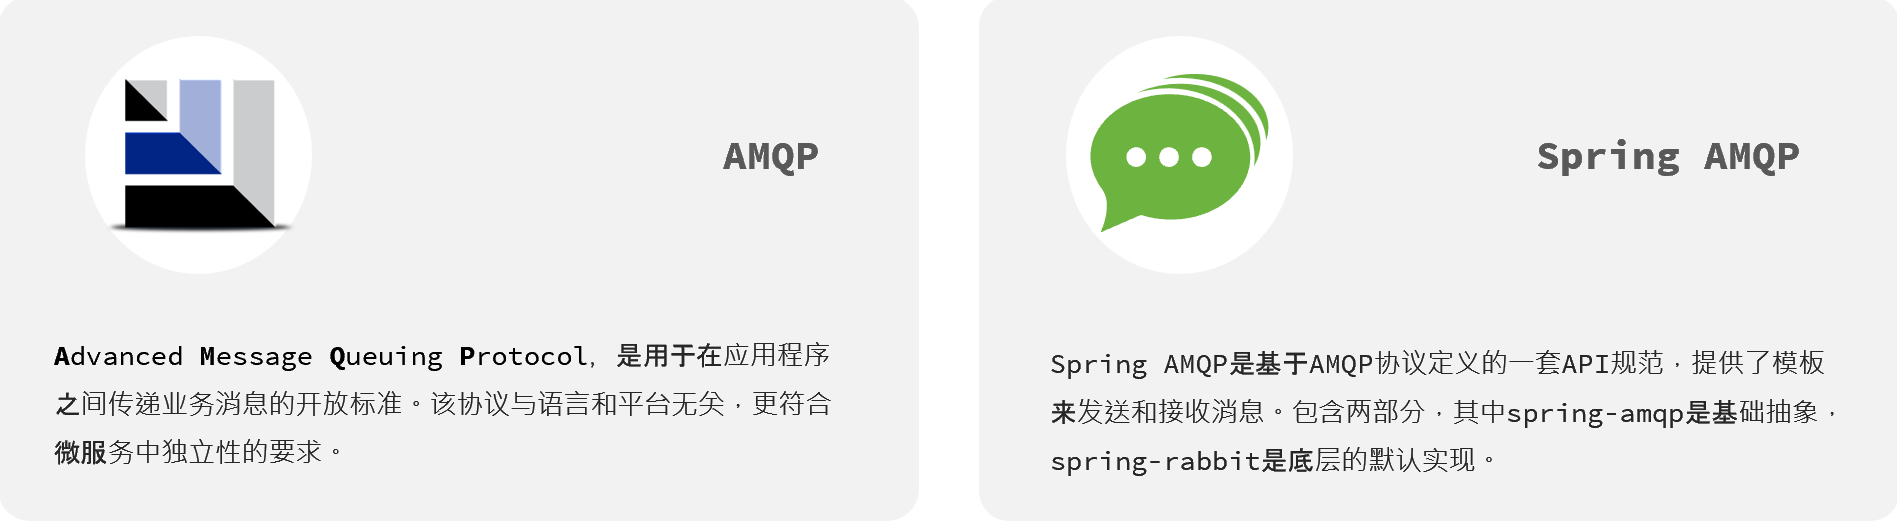 AMQP
Advanced Message Queuing Protocol, 是用于在应用程序
之间传递业务消息的开放标准。该协议与语言和平台无关,更符合
微服务中独立性的要求。
Spring AMQP
Spring AMQP是基于AMQP协议定义的一套API规范,提供了模板
来发送和接收消息。包含两部分,其中spring-amqp是基础抽象,
spring-rabbit是底层的默认实现。